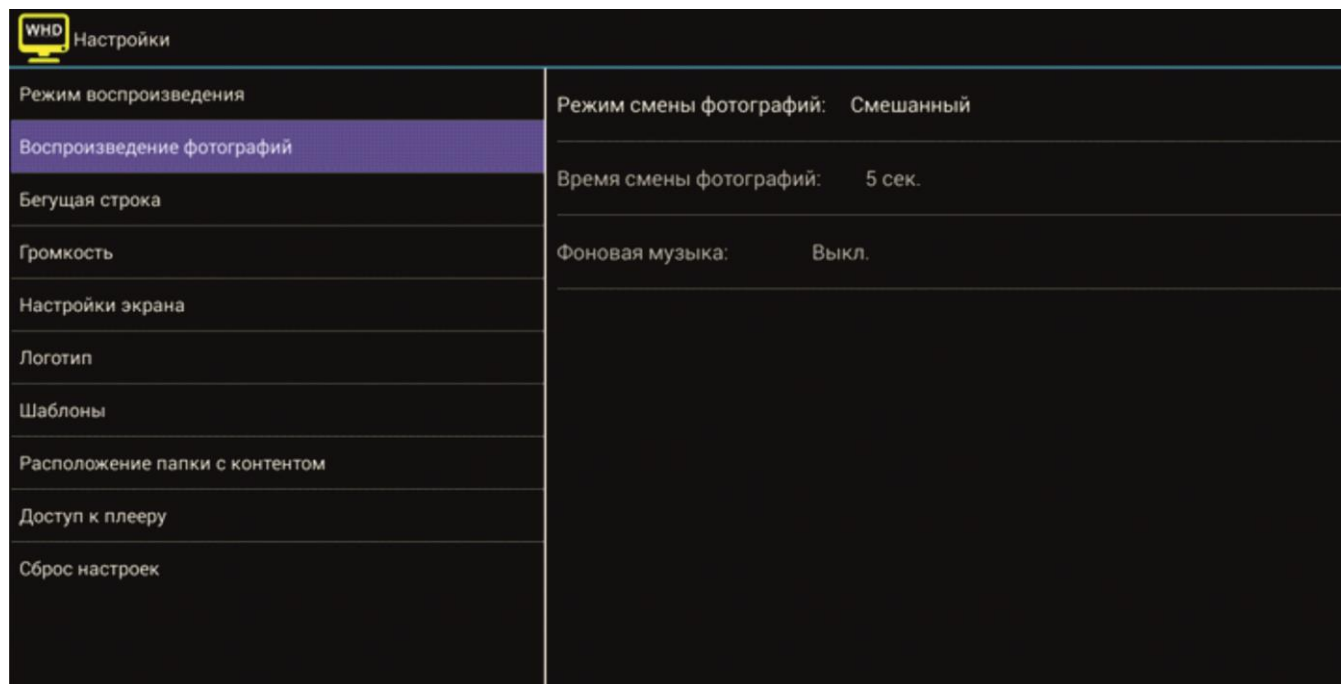 WHD Настройки
Режим воспроизведения
Воспроизведение фотографий
Бегущая строка
Громкость
Настройки экрана
Логотип
Шаблоны
Расположение папки с контентом
Доступ к плееру
Сброс настроек
Режим смены фотографий: Смешанный
Время смены фотографий: 5 сек.
Фоновая музыка: Выкл.